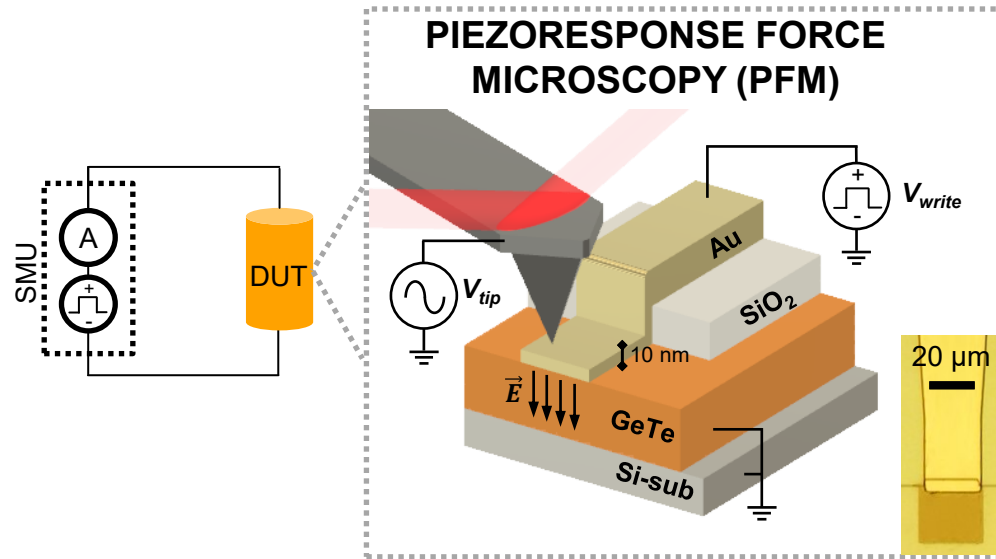 PIEZORESPONSE FORCE
MICROSCOPY (PFM)
SMU
A
+
-
DUT
V_tip
+
-
V_write
Au
SiO₂
10 nm
E⃗
GeTe
Si-sub
20 µm